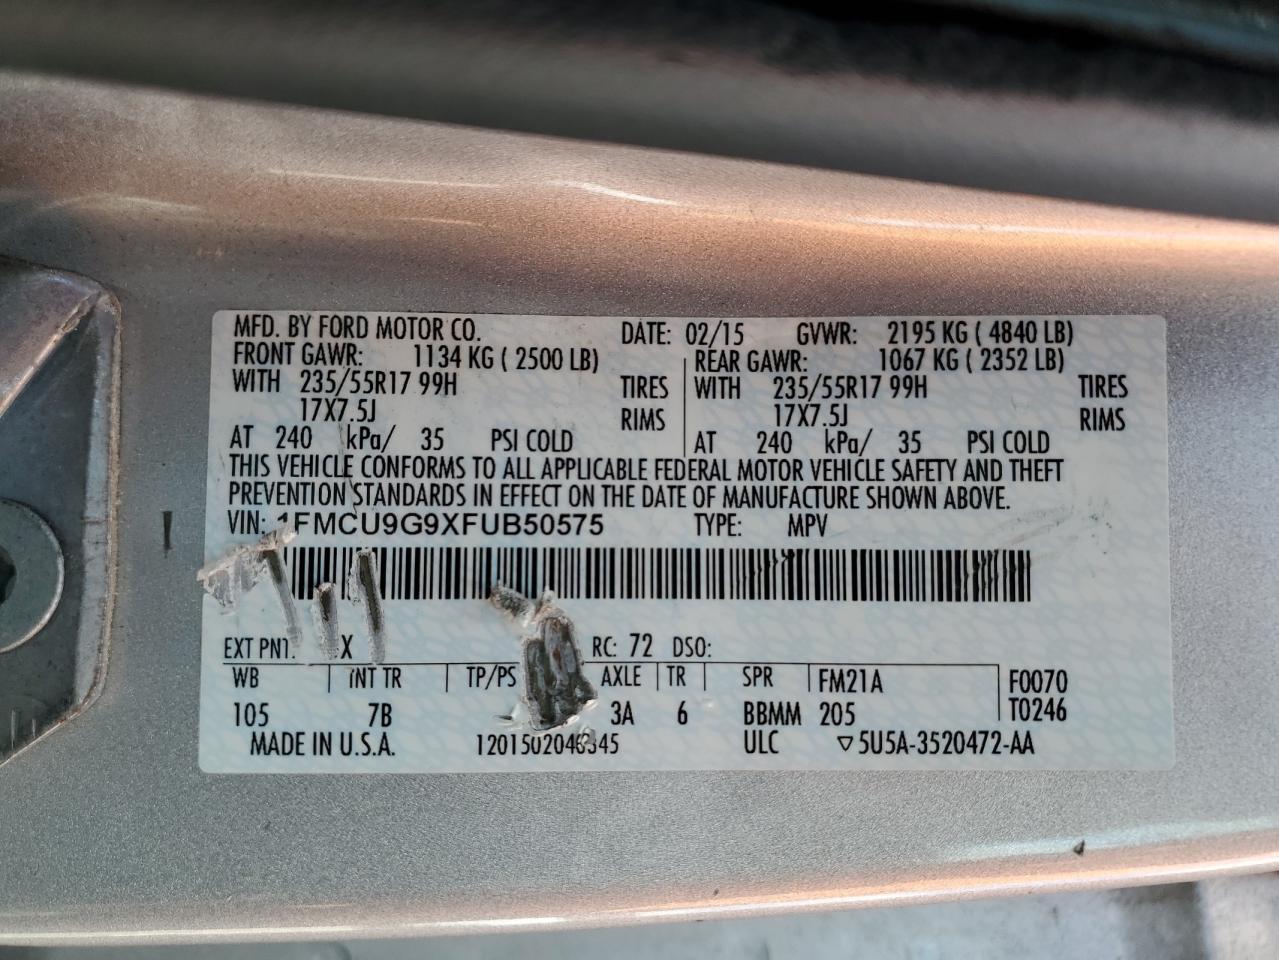 MFD. BY FORD MOTOR CO. DATE: 02/15 GVWR: 2195 KG ( 4840 LB)
FRONT GAWR: 1134 KG ( 2500 LB) REAR GAWR: 1067 KG ( 2352 LB)
WITH 235/55R17 99H TIRES WITH 235/55R17 99H TIRES
17X7.5J RIMS 17X7.5J RIMS
AT 240 kPa/ 35 PSI COLD AT 240 kPa/ 35 PSI COLD
THIS VEHICLE CONFORMS TO ALL APPLICABLE FEDERAL MOTOR VEHICLE SAFETY AND THEFT
PREVENTION STANDARDS IN EFFECT ON THE DATE OF MANUFACTURE SHOWN ABOVE.
VIN: 1FMCU9G9XFUB50575 TYPE: MPV
EXT PNT: X RC: 72 DSO:
WB INT TR TP/PS AXLE TR SPR FM21A F0070
105 7B 3A 6 BBMM 205 T0246
MADE IN U.S.A. ULC ▽5U5A-3520472-AA